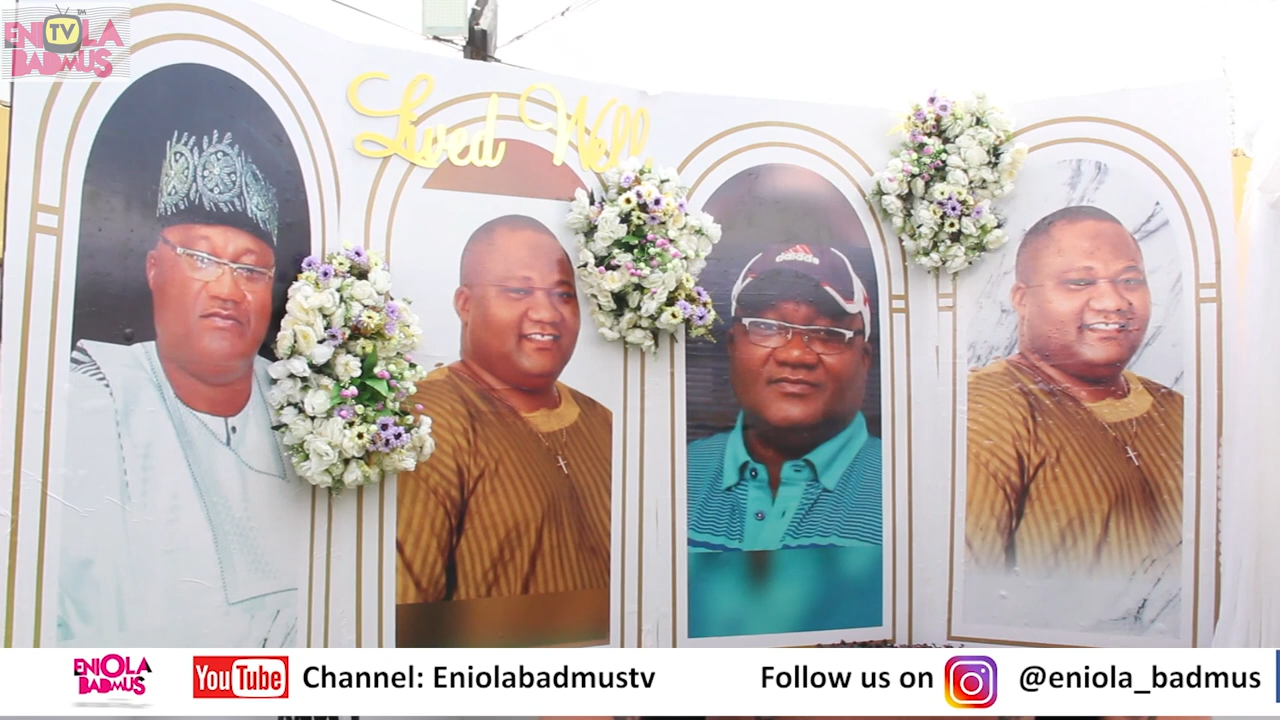 ENIOLA
TV
BADMUS
Lived Well
adidas
ENIOLA
BADMUS
YouTube
Channel: Eniolabadmustv
Follow us on
@eniola_badmus